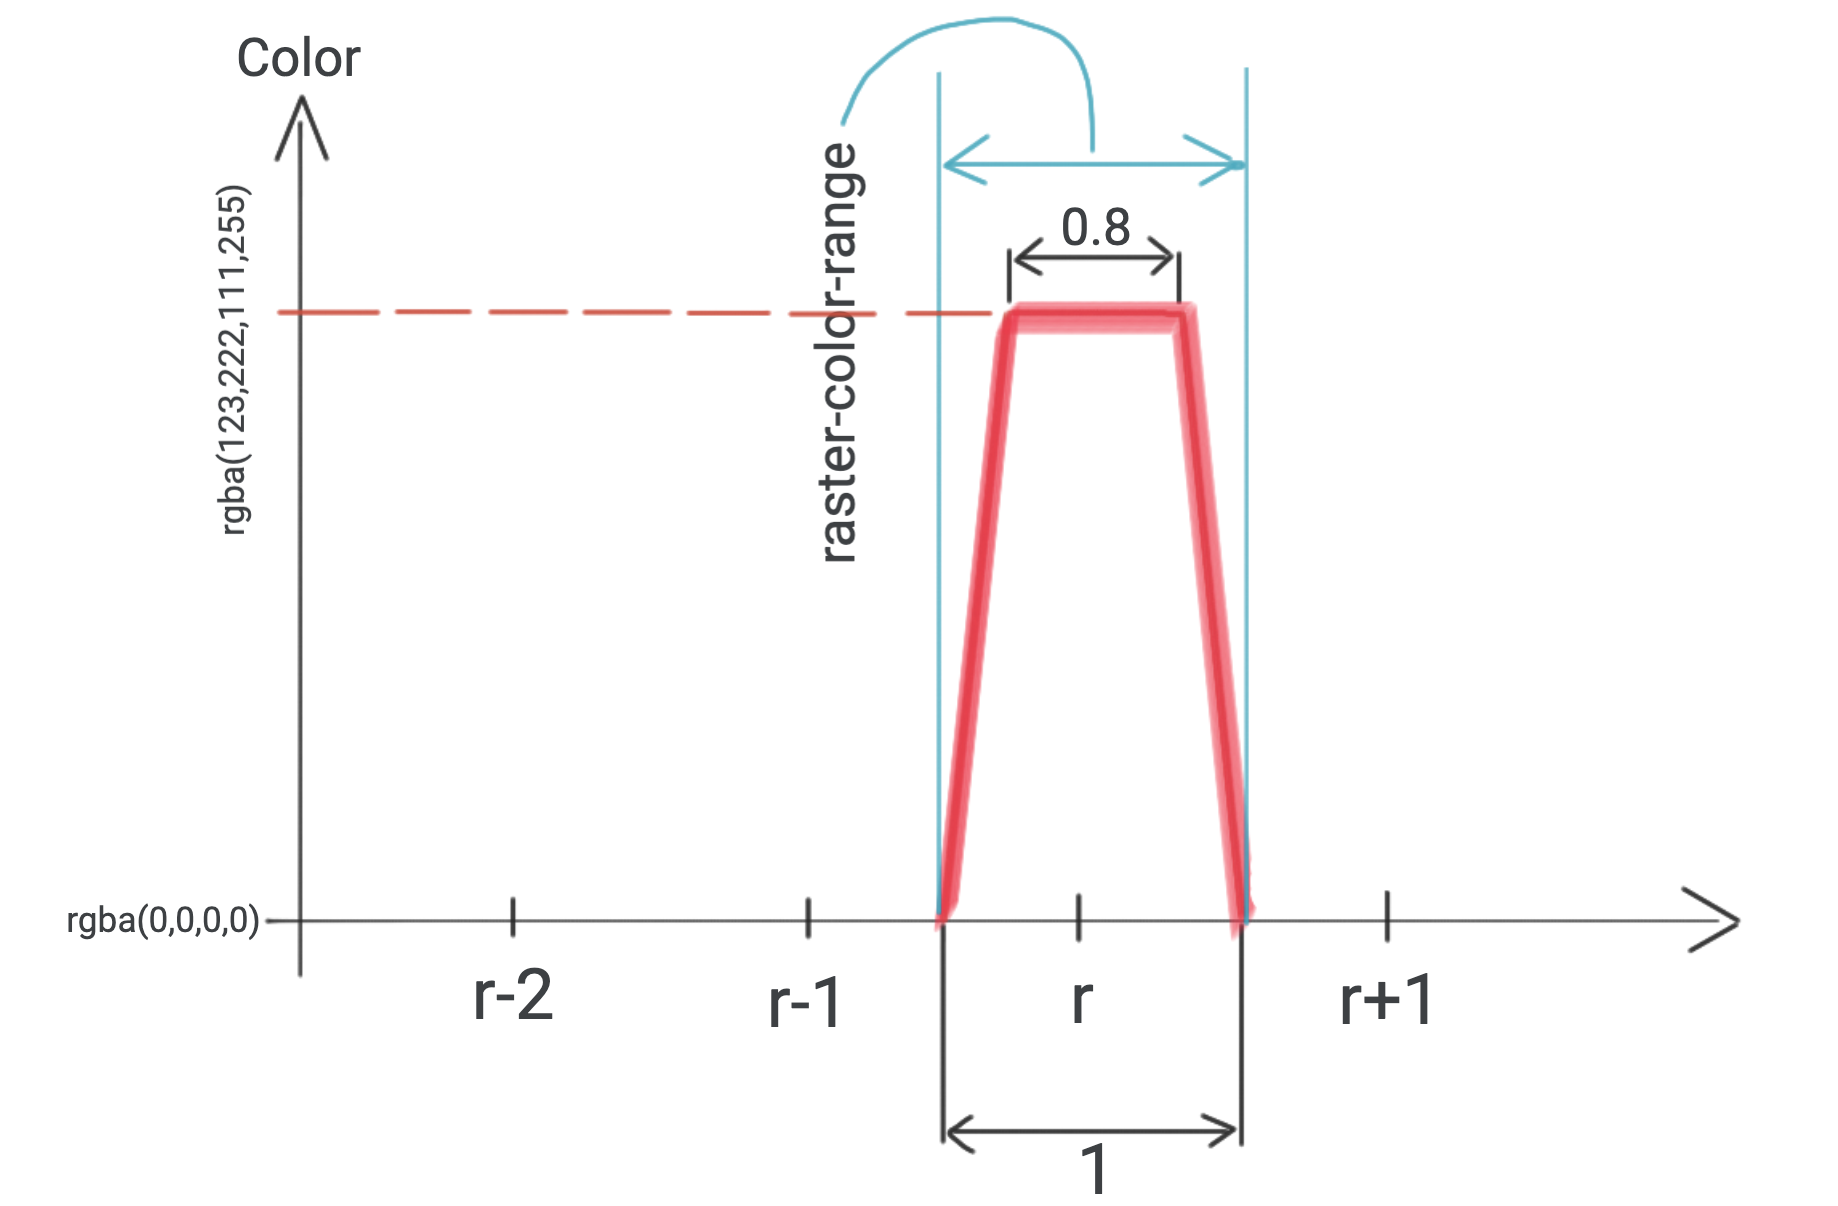 Color
rgba(123,222,111,255)
raster-color-range
0.8
rgba(0,0,0,0)
r-2
r-1
r
r+1
1